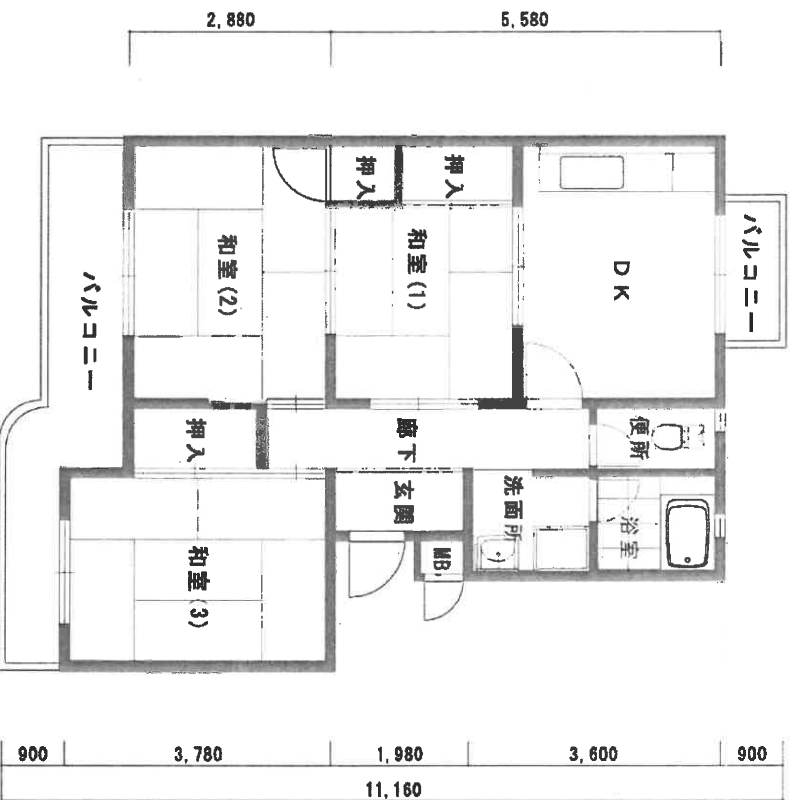 2,880
5,580
押入
押入
和室(2)
和室(1)
DK
バルコニー
バルコニー
押入
廊下
便所
玄関
洗面所
浴室
MB
和室(3)
900
3,780
1,980
3,600
900
11,160